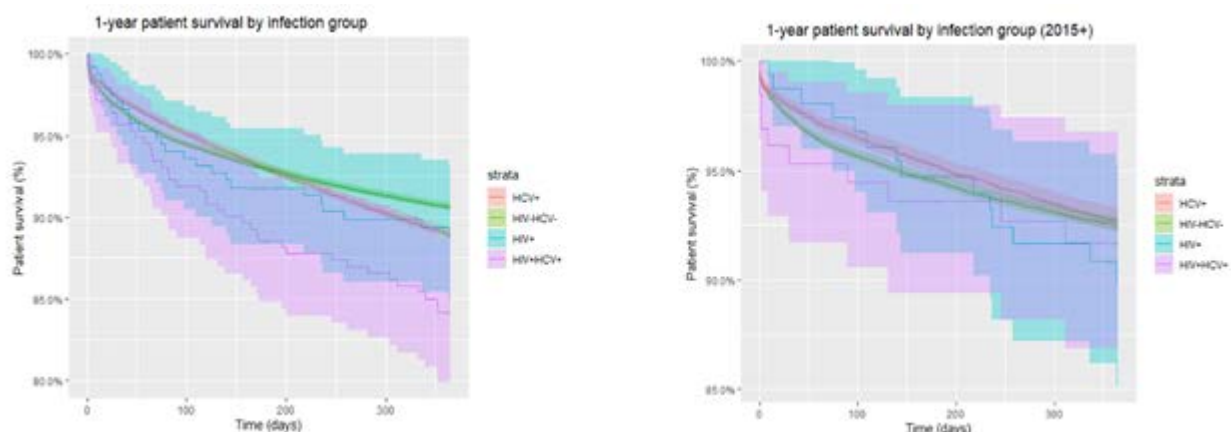 1-year patient survival by infection group
100.0%
95.0%
90.0%
85.0%
80.0%
Patient survival (%)
0
100
200
300
Time (days)
strata
HCV+
HIV-HCV-
HIV+
HIV+HCV+
1-year patient survival by infection group (2015+)
100.0%
95.0%
90.0%
85.0%
Patient survival (%)
0
100
200
300
Time (days)
strata
HCV+
HIV-HCV-
HIV+
HIV+HCV+